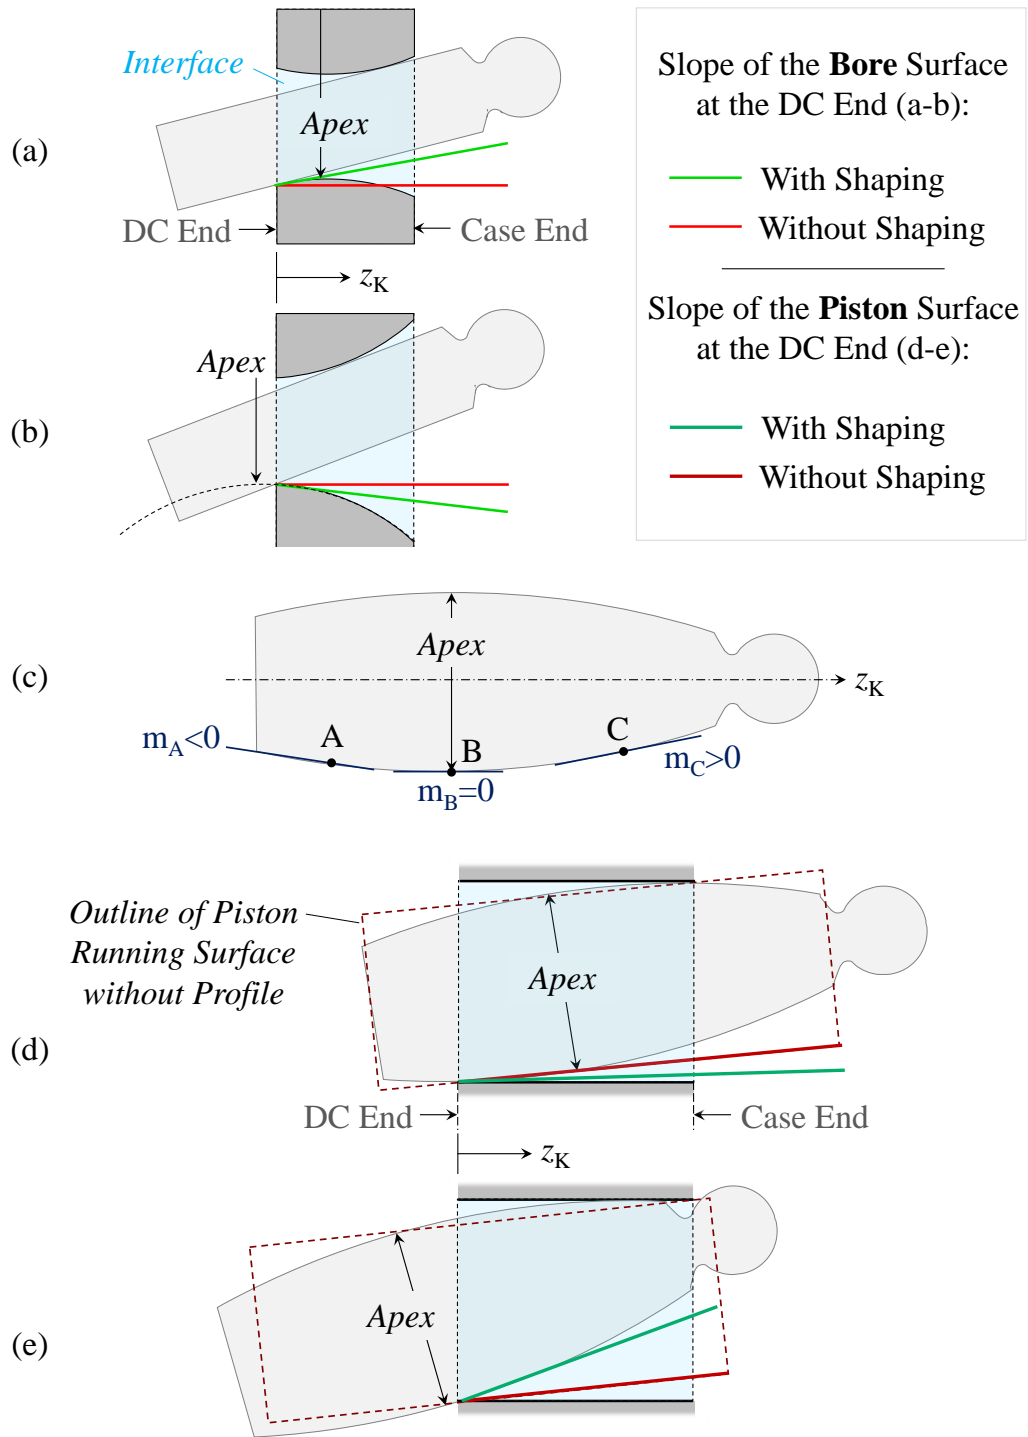 (a)
Interface
Apex
DC End
Case End
z_K
Slope of the Bore Surface
at the DC End (a-b):
With Shaping
Without Shaping
Slope of the Piston Surface
at the DC End (d-e):
With Shaping
Without Shaping
(b)
Apex
(c)
Apex
z_K
m_A<0
A
B
C
m_B=0
m_C>0
(d)
Outline of Piston
Running Surface
without Profile
Apex
DC End
Case End
z_K
(e)
Apex